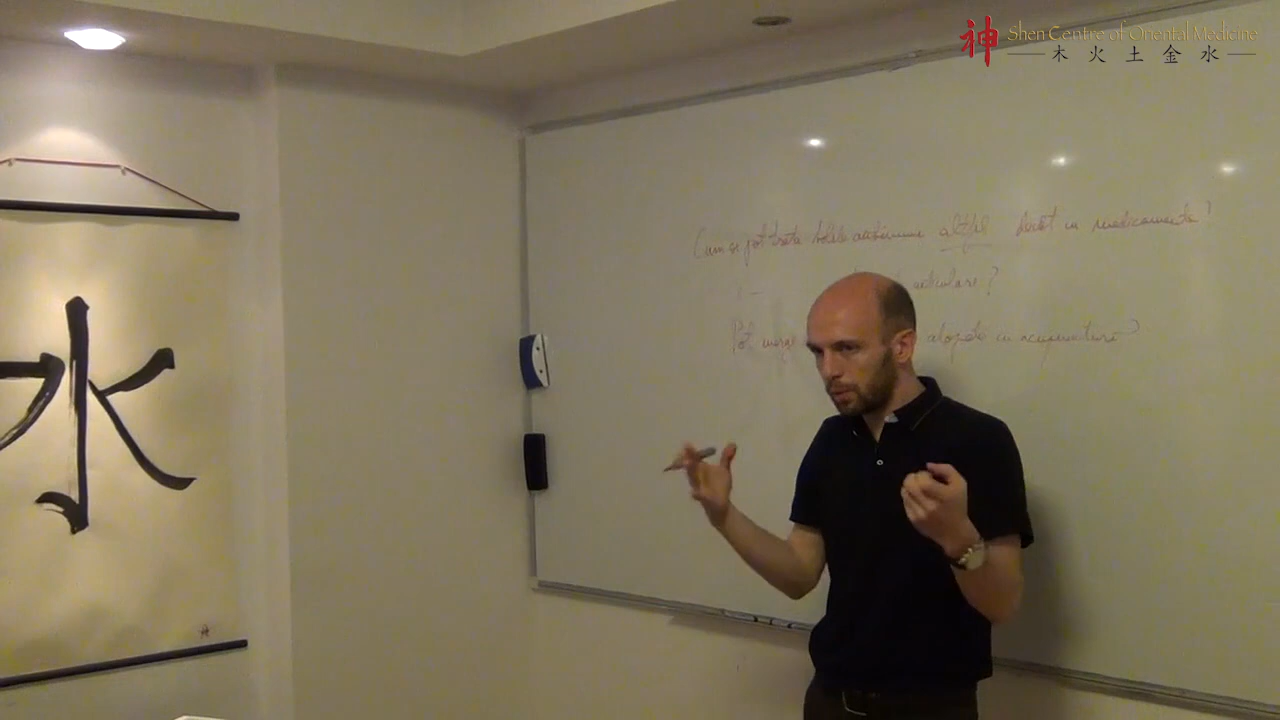 神 Shen Centre of Oriental Medicine
木 火 土 金 水
水
Cum se pot trata bolile autoimune altfel decât cu medicamente?
articulare?
Pot merge alopate cu acupunctura?